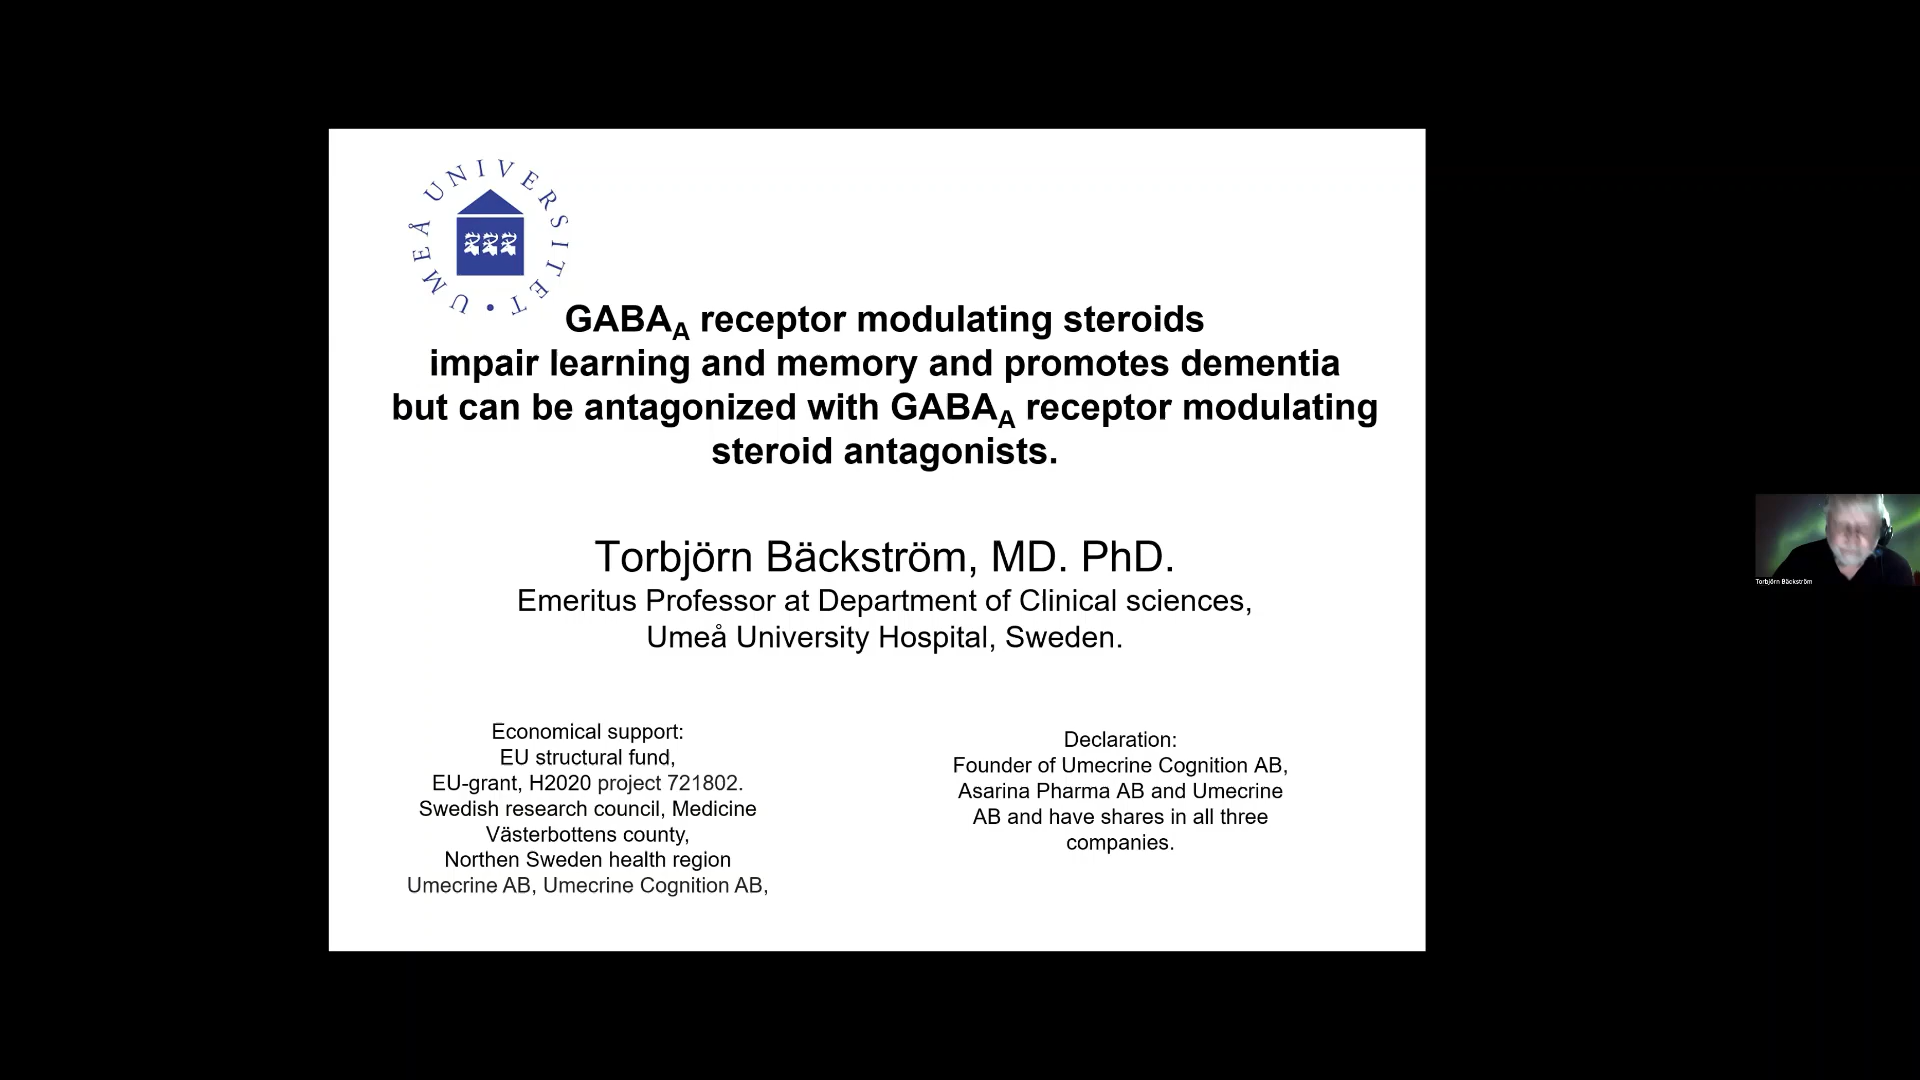 UMEÅ UNIVERSITET •
GABAA receptor modulating steroids
impair learning and memory and promotes dementia
but can be antagonized with GABAA receptor modulating
steroid antagonists.
Torbjörn Bäckström, MD. PhD.
Emeritus Professor at Department of Clinical sciences,
Umeå University Hospital, Sweden.
Economical support:
EU structural fund,
EU-grant, H2020 project 721802.
Swedish research council, Medicine
Västerbottens county,
Northen Sweden health region
Umecrine AB, Umecrine Cognition AB,
Declaration:
Founder of Umecrine Cognition AB,
Asarina Pharma AB and Umecrine
AB and have shares in all three
companies.
Torbjörn Bäckström